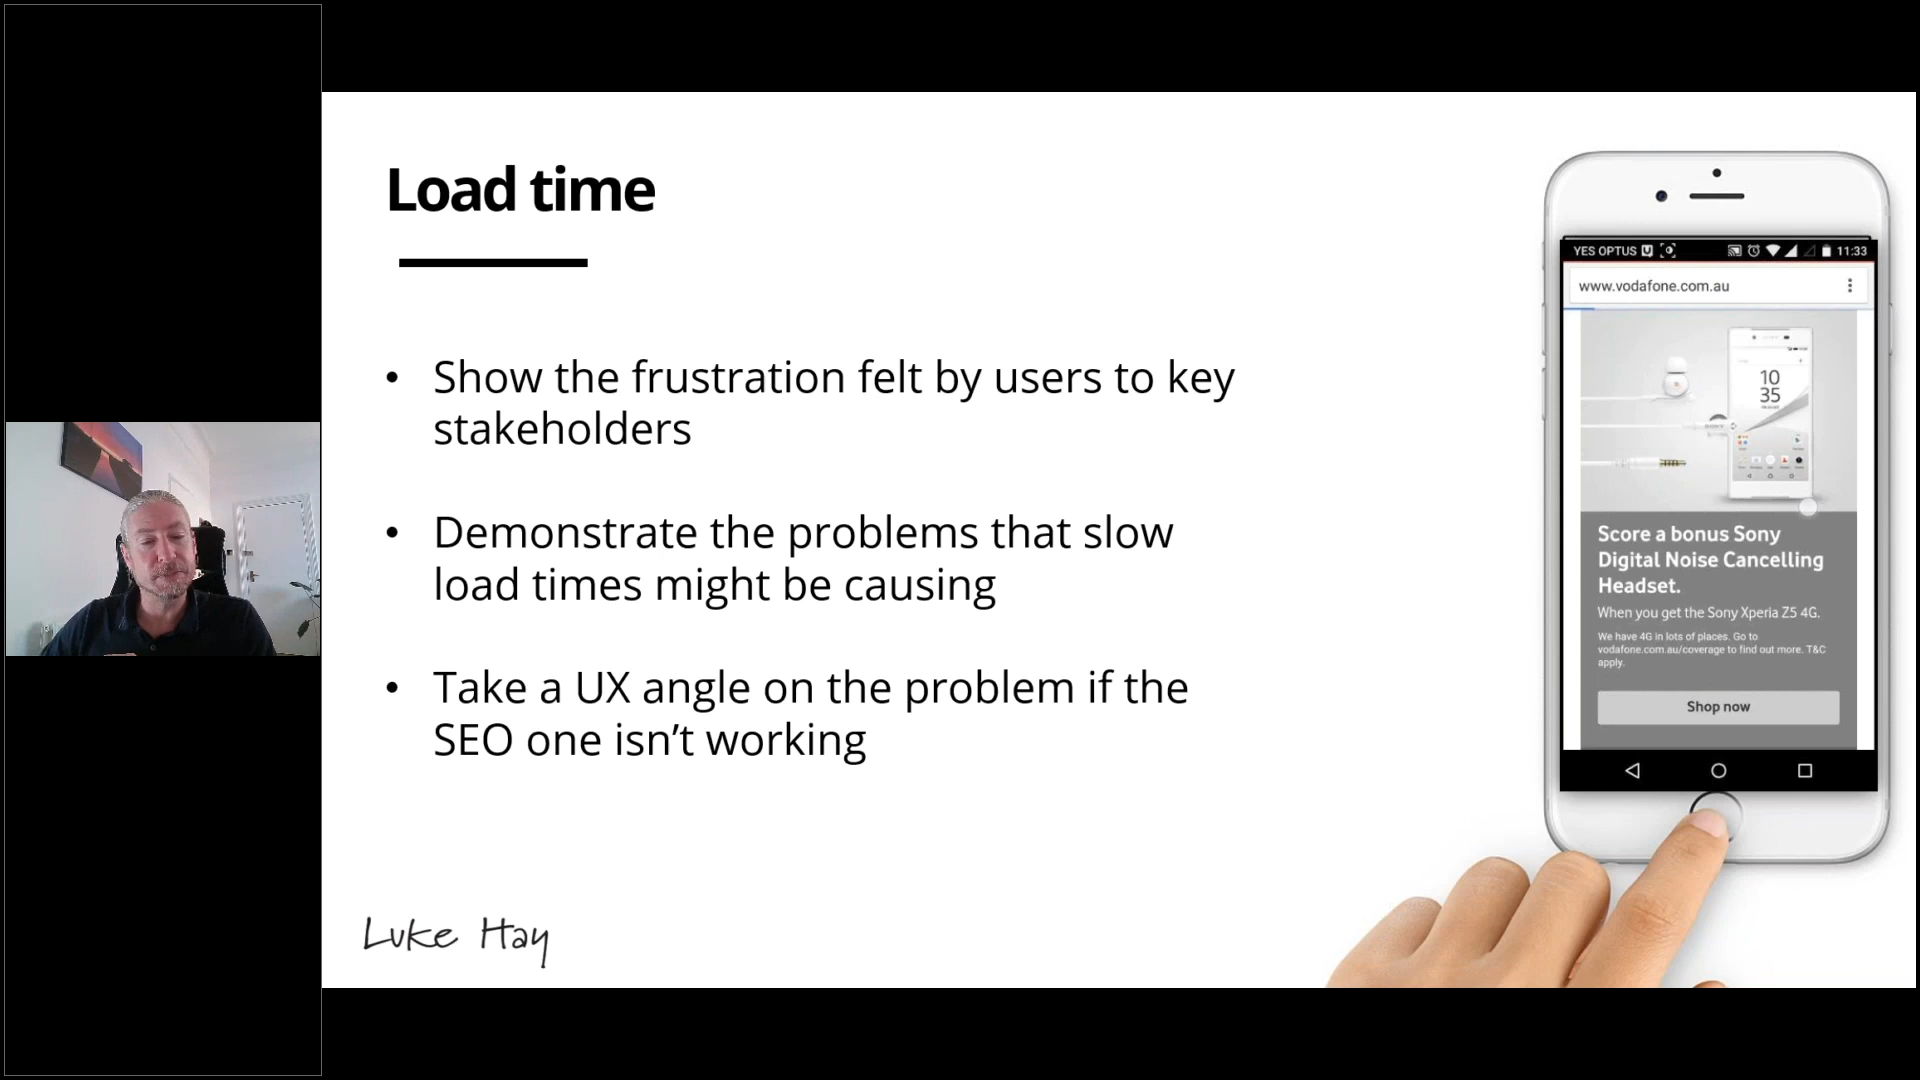 Load time
• Show the frustration felt by users to key
stakeholders
• Demonstrate the problems that slow
load times might be causing
• Take a UX angle on the problem if the
SEO one isn’t working
Luke Hay
YES OPTUS
11:33
www.vodafone.com.au
10
35
Score a bonus Sony
Digital Noise Cancelling
Headset.
When you get the Sony Xperia Z5 4G.
We have 4G in lots of places. Go to
vodafone.com.au/coverage to find out more. T&C
apply.
Shop now